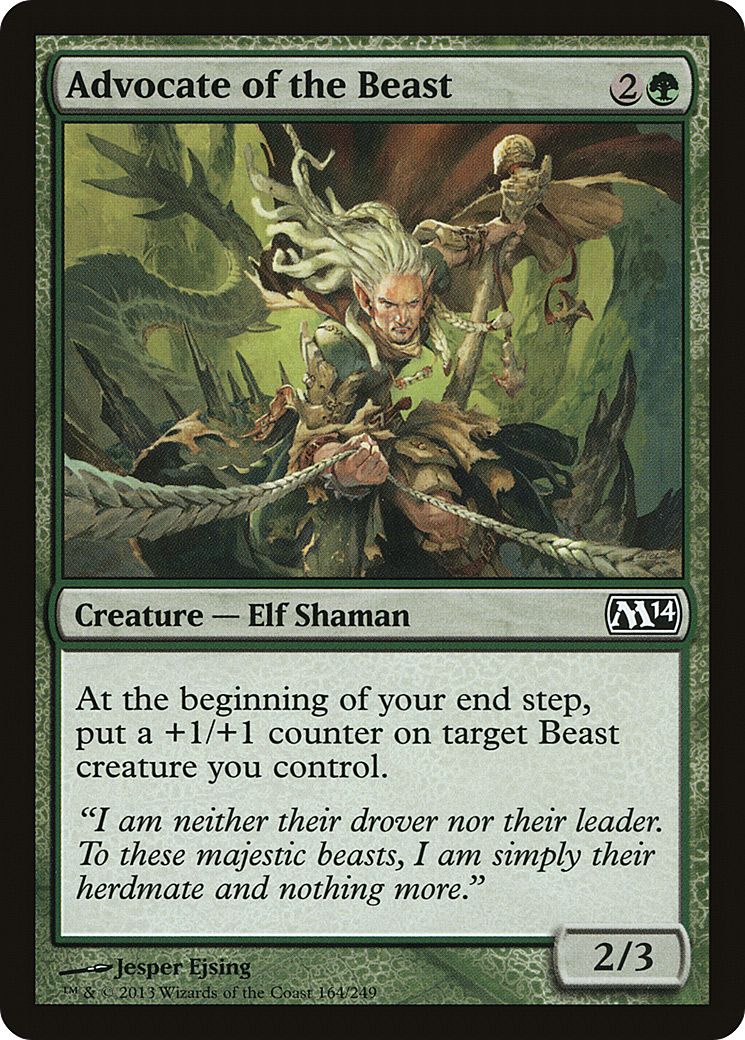 Advocate of the Beast 2
Creature — Elf Shaman M14
At the beginning of your end step,
put a +1/+1 counter on target Beast
creature you control.
“I am neither their drover nor their leader.
To these majestic beasts, I am simply their
herdmate and nothing more.”
2/3
Jesper Ejsing
™ & © 2013 Wizards of the Coast 164/249